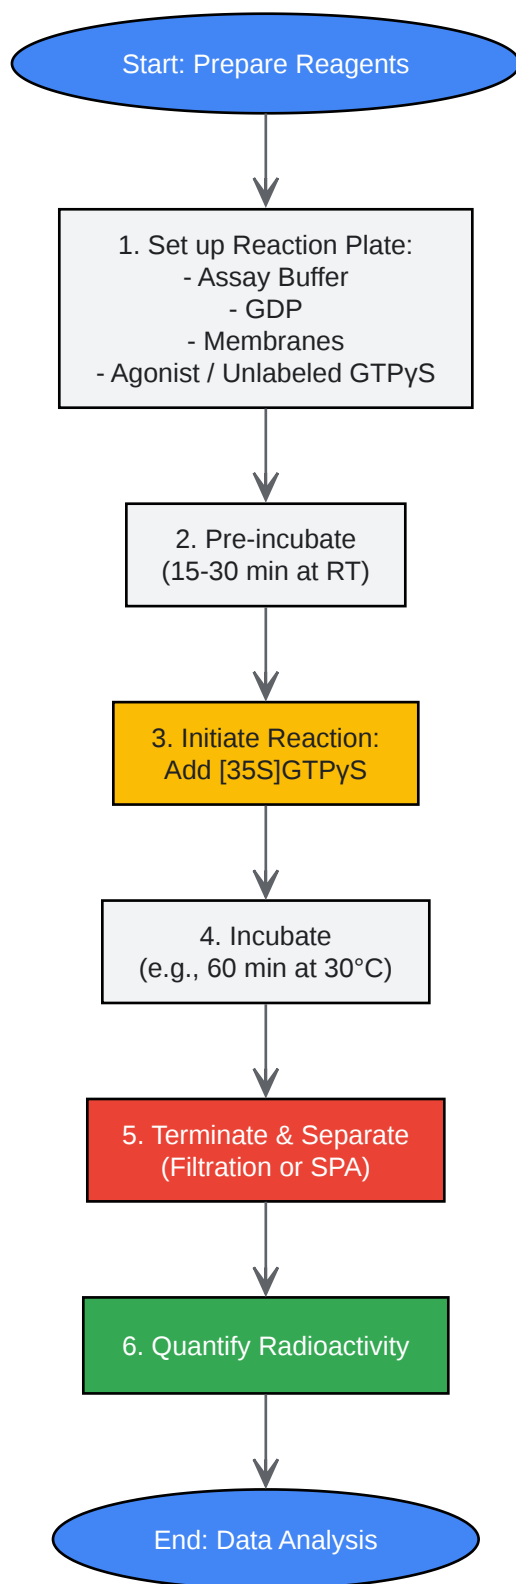 Start: Prepare Reagents
1. Set up Reaction Plate:
- Assay Buffer
- GDP
- Membranes
- Agonist / Unlabeled GTPγS
2. Pre-incubate
(15-30 min at RT)
3. Initiate Reaction:
Add [35S]GTPγS
4. Incubate
(e.g., 60 min at 30°C)
5. Terminate & Separate
(Filtration or SPA)
6. Quantify Radioactivity
End: Data Analysis